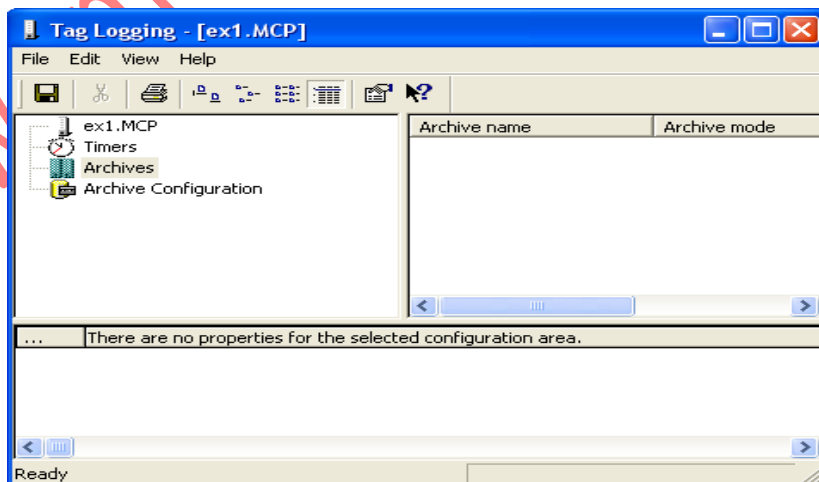 Tag Logging - [ex1.MCP]
File Edit View Help
ex1.MCP
Timers
Archives
Archive Configuration
Archive name Archive mode
... There are no properties for the selected configuration area.
Ready